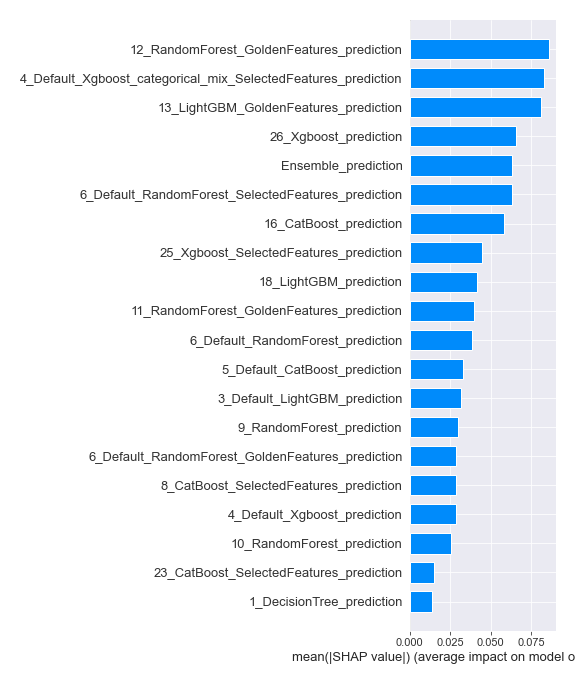 12_RandomForest_GoldenFeatures_prediction
4_Default_Xgboost_categorical_mix_SelectedFeatures_prediction
13_LightGBM_GoldenFeatures_prediction
26_Xgboost_prediction
Ensemble_prediction
6_Default_RandomForest_SelectedFeatures_prediction
16_CatBoost_prediction
25_Xgboost_SelectedFeatures_prediction
18_LightGBM_prediction
11_RandomForest_GoldenFeatures_prediction
6_Default_RandomForest_prediction
5_Default_CatBoost_prediction
3_Default_LightGBM_prediction
9_RandomForest_prediction
6_Default_RandomForest_GoldenFeatures_prediction
8_CatBoost_SelectedFeatures_prediction
4_Default_Xgboost_prediction
10_RandomForest_prediction
23_CatBoost_SelectedFeatures_prediction
1_DecisionTree_prediction
0.000 0.025 0.050 0.075
mean(|SHAP value|) (average impact on model o